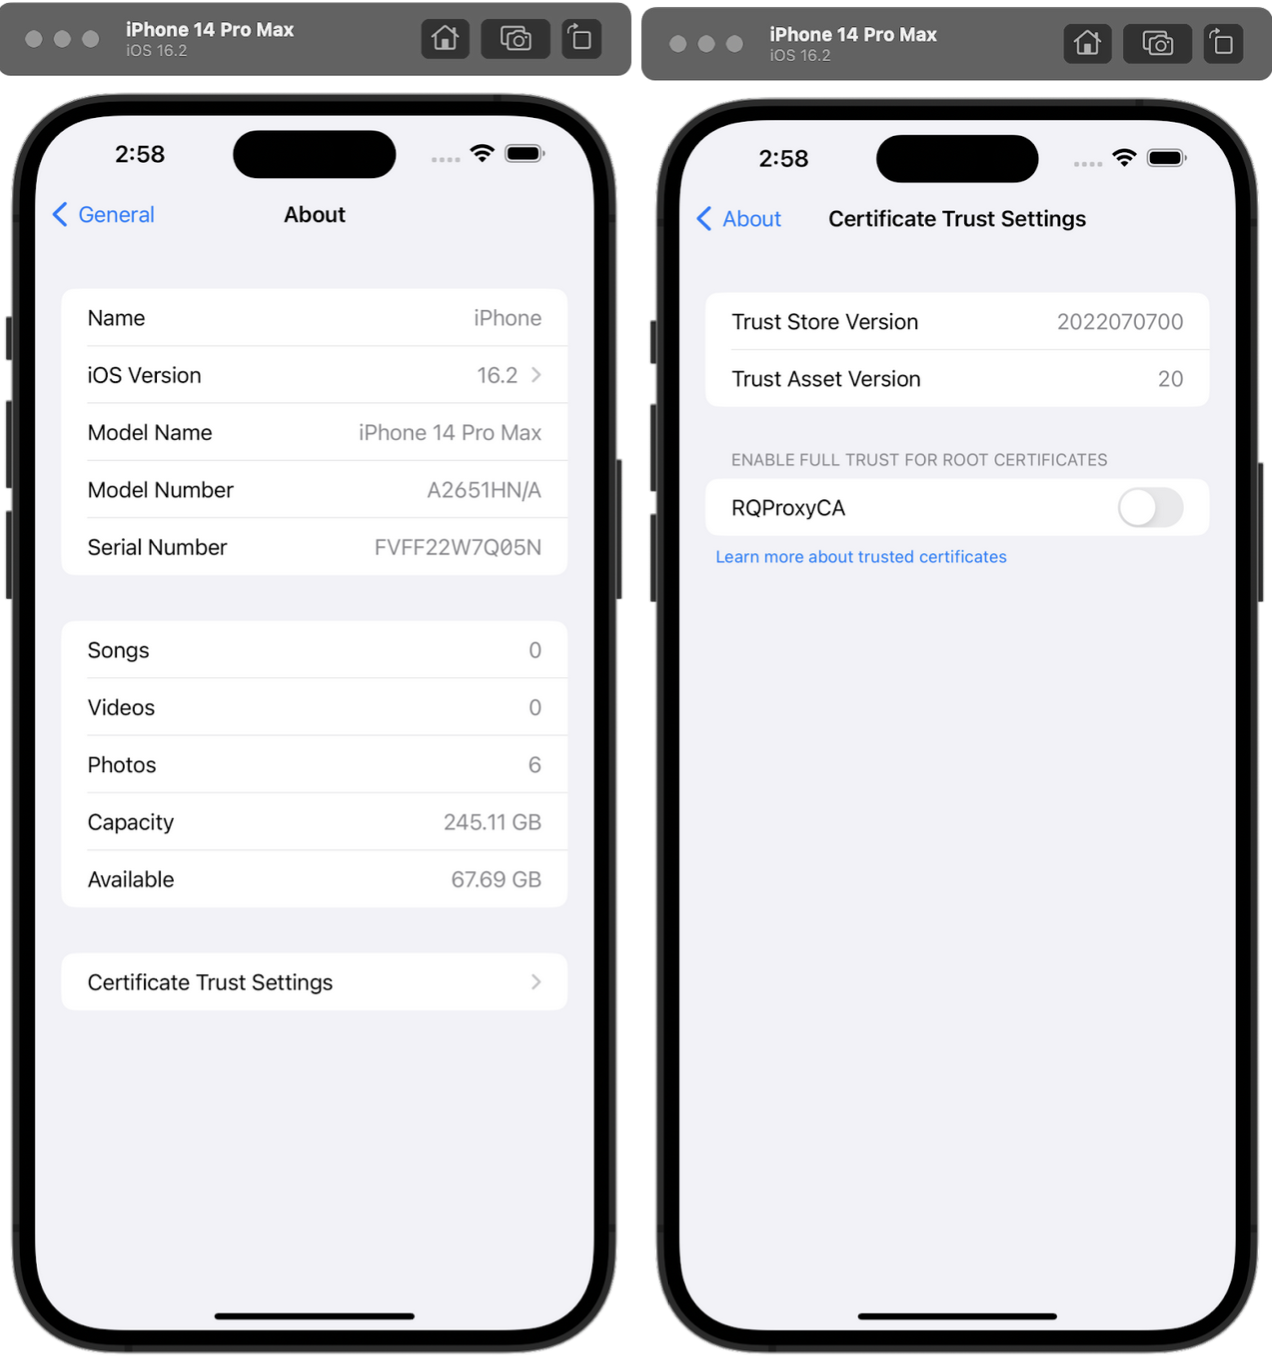 iPhone 14 Pro Max
iOS 16.2
2:58
General
About
Name iPhone
iOS Version 16.2
Model Name iPhone 14 Pro Max
Model Number A2651HN/A
Serial Number FVFF22W7Q05N
Songs 0
Videos 0
Photos 6
Capacity 245.11 GB
Available 67.69 GB
Certificate Trust Settings
iPhone 14 Pro Max
iOS 16.2
2:58
About
Certificate Trust Settings
Trust Store Version 2022070700
Trust Asset Version 20
ENABLE FULL TRUST FOR ROOT CERTIFICATES
RQProxyCA
Learn more about trusted certificates